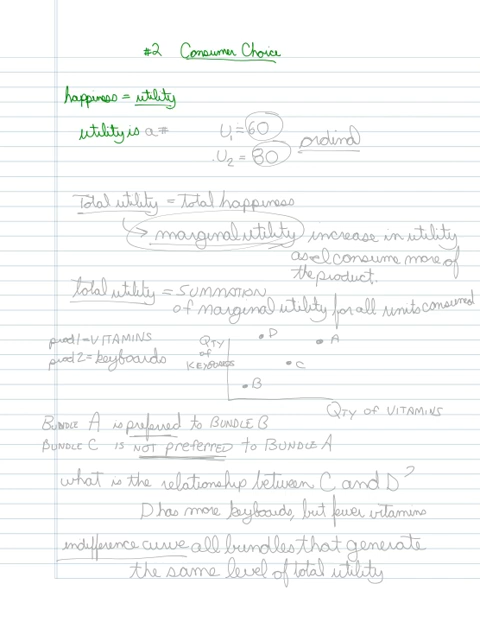 #2 Consumer Choice
happiness = utility
utility is a # U₁ = 60 ordinal
U₂ = 80
Total utility = Total happiness
→ marginal utility increase in utility
as I consume more of
the product.
total utility = SUMMATION
of marginal utility for all units consumed
prod 1 = VITAMINS
prod 2 = keyboards
QTY
of
KEYBOARDS
D
A
C
B
QTY OF VITAMINS
BUNDLE A is preferred to BUNDLE B
BUNDLE C IS NOT PREFERRED to BUNDLE A
what is the relationship between C and D?
D has more keyboards, but fewer vitamins
indifference curve all bundles that generate
the same level of total utility